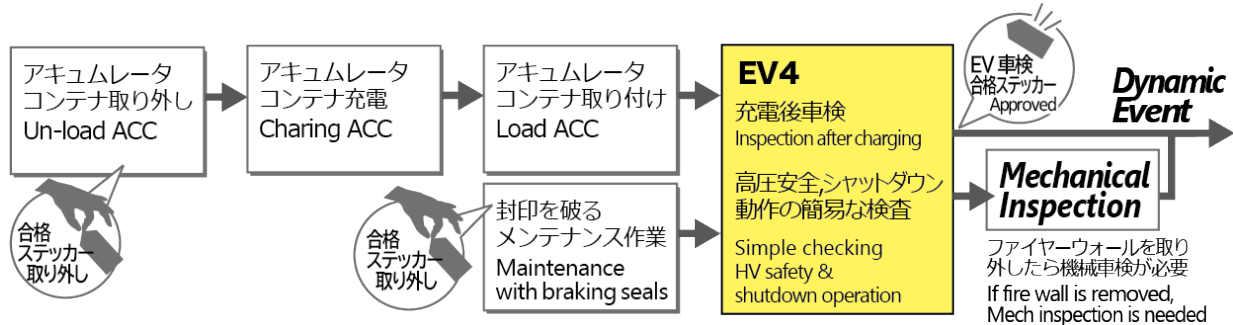 アキュムレータ
コンテナ取り外し
Un-load ACC
合格
ステッカー
取り外し
アキュムレータ
コンテナ充電
Charing ACC
アキュムレータ
コンテナ取り付け
Load ACC
合格
ステッカー
取り外し
封印を破る
メンテナンス作業
Maintenance
with braking seals
EV4
充電後車検
Inspection after charging
高圧安全,シャットダウン
動作の簡易な検査
Simple checking
HV safety &
shutdown operation
EV車検
合格ステッカー
Approved
Dynamic
Event
Mechanical
Inspection
ファイヤーウォールを取り
外したら機械車検が必要
If fire wall is removed,
Mech inspection is needed